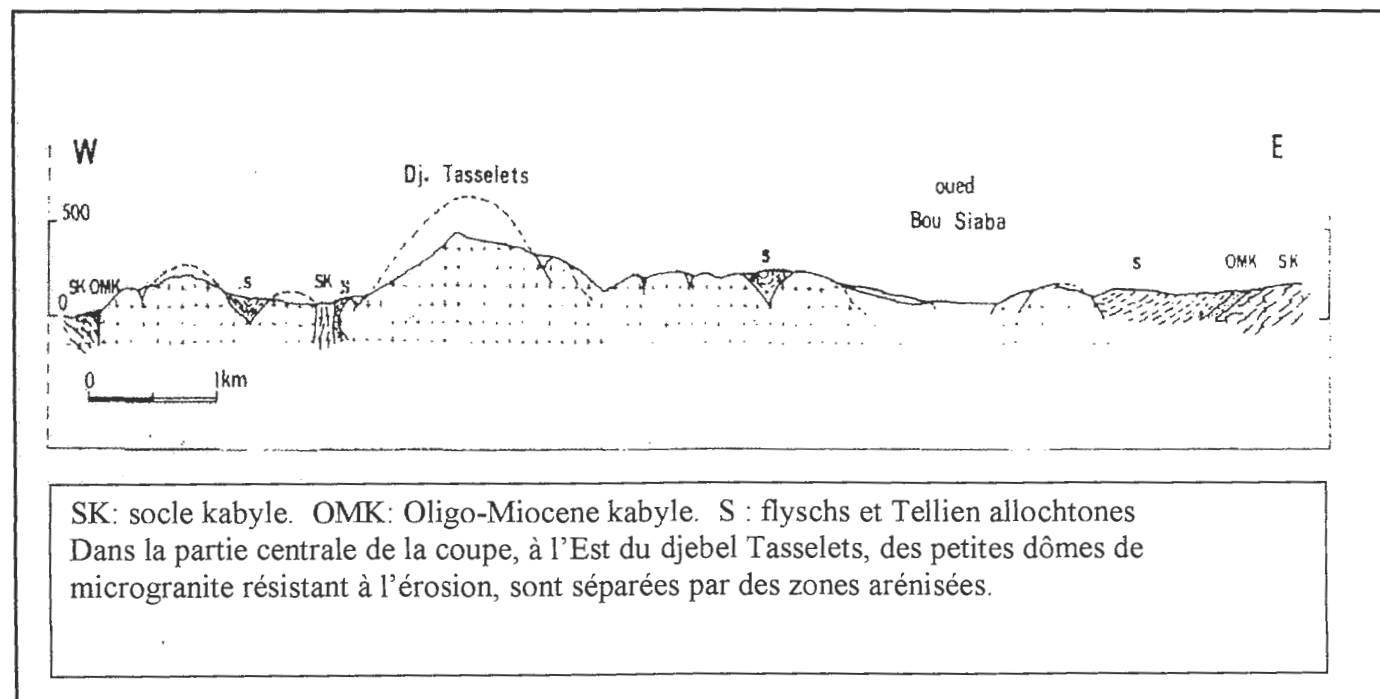 W E
Dj. Tasselets
oued
Bou Siaba
500
0
SK OMK S SK S S S OMK SK
0 1km
SK: socle kabyle. OMK: Oligo-Miocene kabyle. S : flyschs et Tellien allochtones
Dans la partie centrale de la coupe, à l'Est du djebel Tasselets, des petites dômes de
microgranite résistant à l'érosion, sont séparées par des zones arénisées.